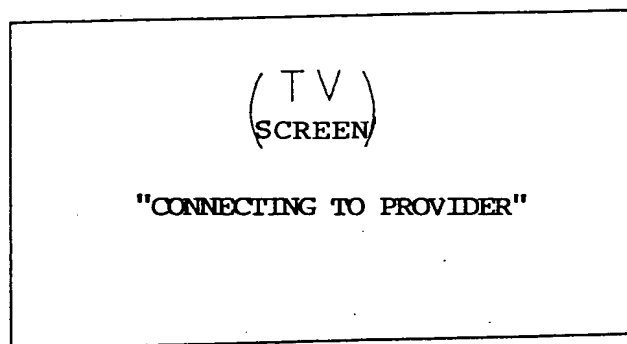 ( TV )
(SCREEN)
"CONNECTING TO PROVIDER"